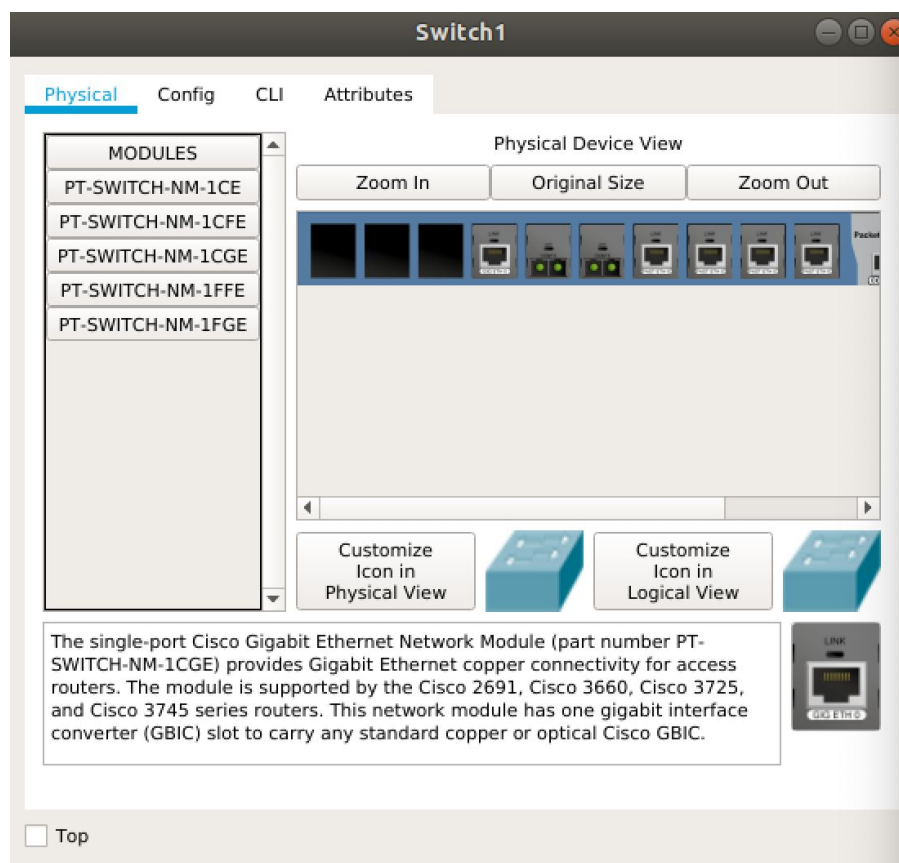 Switch1
Physical
Config
CLI
Attributes
MODULES
PT-SWITCH-NM-1CE
PT-SWITCH-NM-1CFE
PT-SWITCH-NM-1CGE
PT-SWITCH-NM-1FFE
PT-SWITCH-NM-1FGE
Physical Device View
Zoom In
Original Size
Zoom Out
Packet
Customize
Icon in
Physical View
Customize
Icon in
Logical View
The single-port Cisco Gigabit Ethernet Network Module (part number PT-
SWITCH-NM-1CGE) provides Gigabit Ethernet copper connectivity for access
routers. The module is supported by the Cisco 2691, Cisco 3660, Cisco 3725,
and Cisco 3745 series routers. This network module has one gigabit interface
converter (GBIC) slot to carry any standard copper or optical Cisco GBIC.
LINK
GIG ETH 0
Top